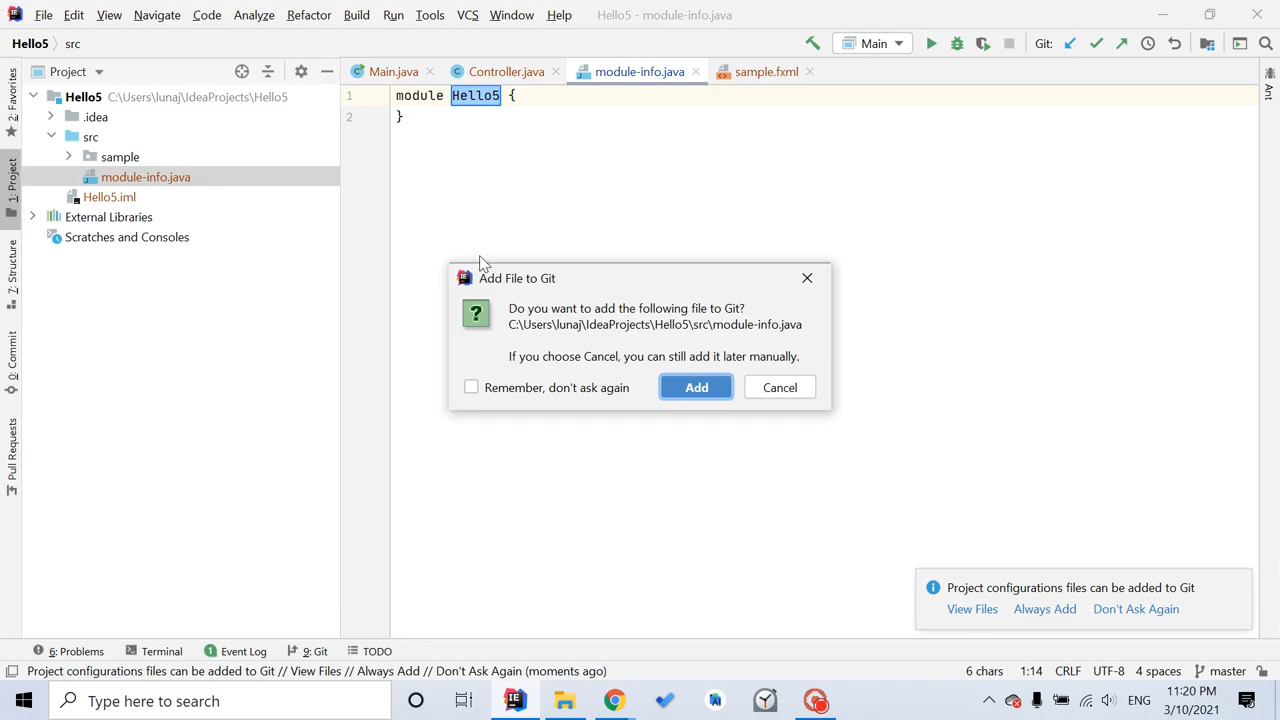 File Edit View Navigate Code Analyze Refactor Build Run Tools VCS Window Help Hello5 - module-info.java
Hello5 src Main Git:
Project Main.java Controller.java module-info.java sample.fxml
Hello5 C:\Users\lunaj\IdeaProjects\Hello5
.idea
src
sample
module-info.java
Hello5.iml
External Libraries
Scratches and Consoles
2: Favorites
1: Project
7: Structure
0: Commit
Pull Requests
Ant
1 module Hello5 {
2 }
Add File to Git
?
Do you want to add the following file to Git?
C:\Users\lunaj\IdeaProjects\Hello5\src\module-info.java
If you choose Cancel, you can still add it later manually.
Remember, don't ask again Add Cancel
Project configurations files can be added to Git
View Files Always Add Don't Ask Again
6: Problems Terminal 1 Event Log 9: Git TODO
Project configurations files can be added to Git // View Files // Always Add // Don't Ask Again (moments ago) 6 chars 1:14 CRLF UTF-8 4 spaces master
Type here to search ENG 11:20 PM
3/10/2021